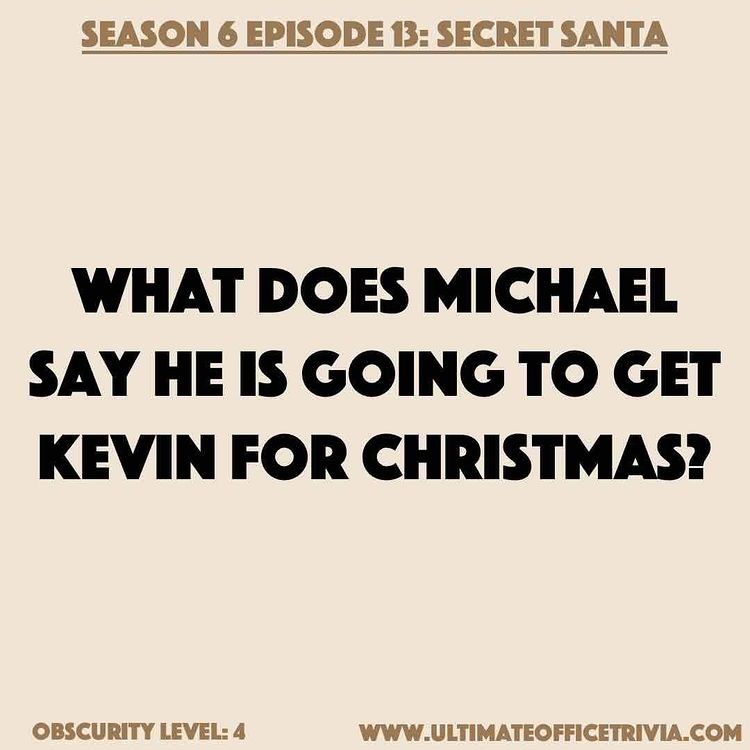 SEASON 6 EPISODE 13: SECRET SANTA
WHAT DOES MICHAEL
SAY HE IS GOING TO GET
KEVIN FOR CHRISTMAS?
OBSCURITY LEVEL: 4
WWW.ULTIMATEOFFICETRIVIA.COM